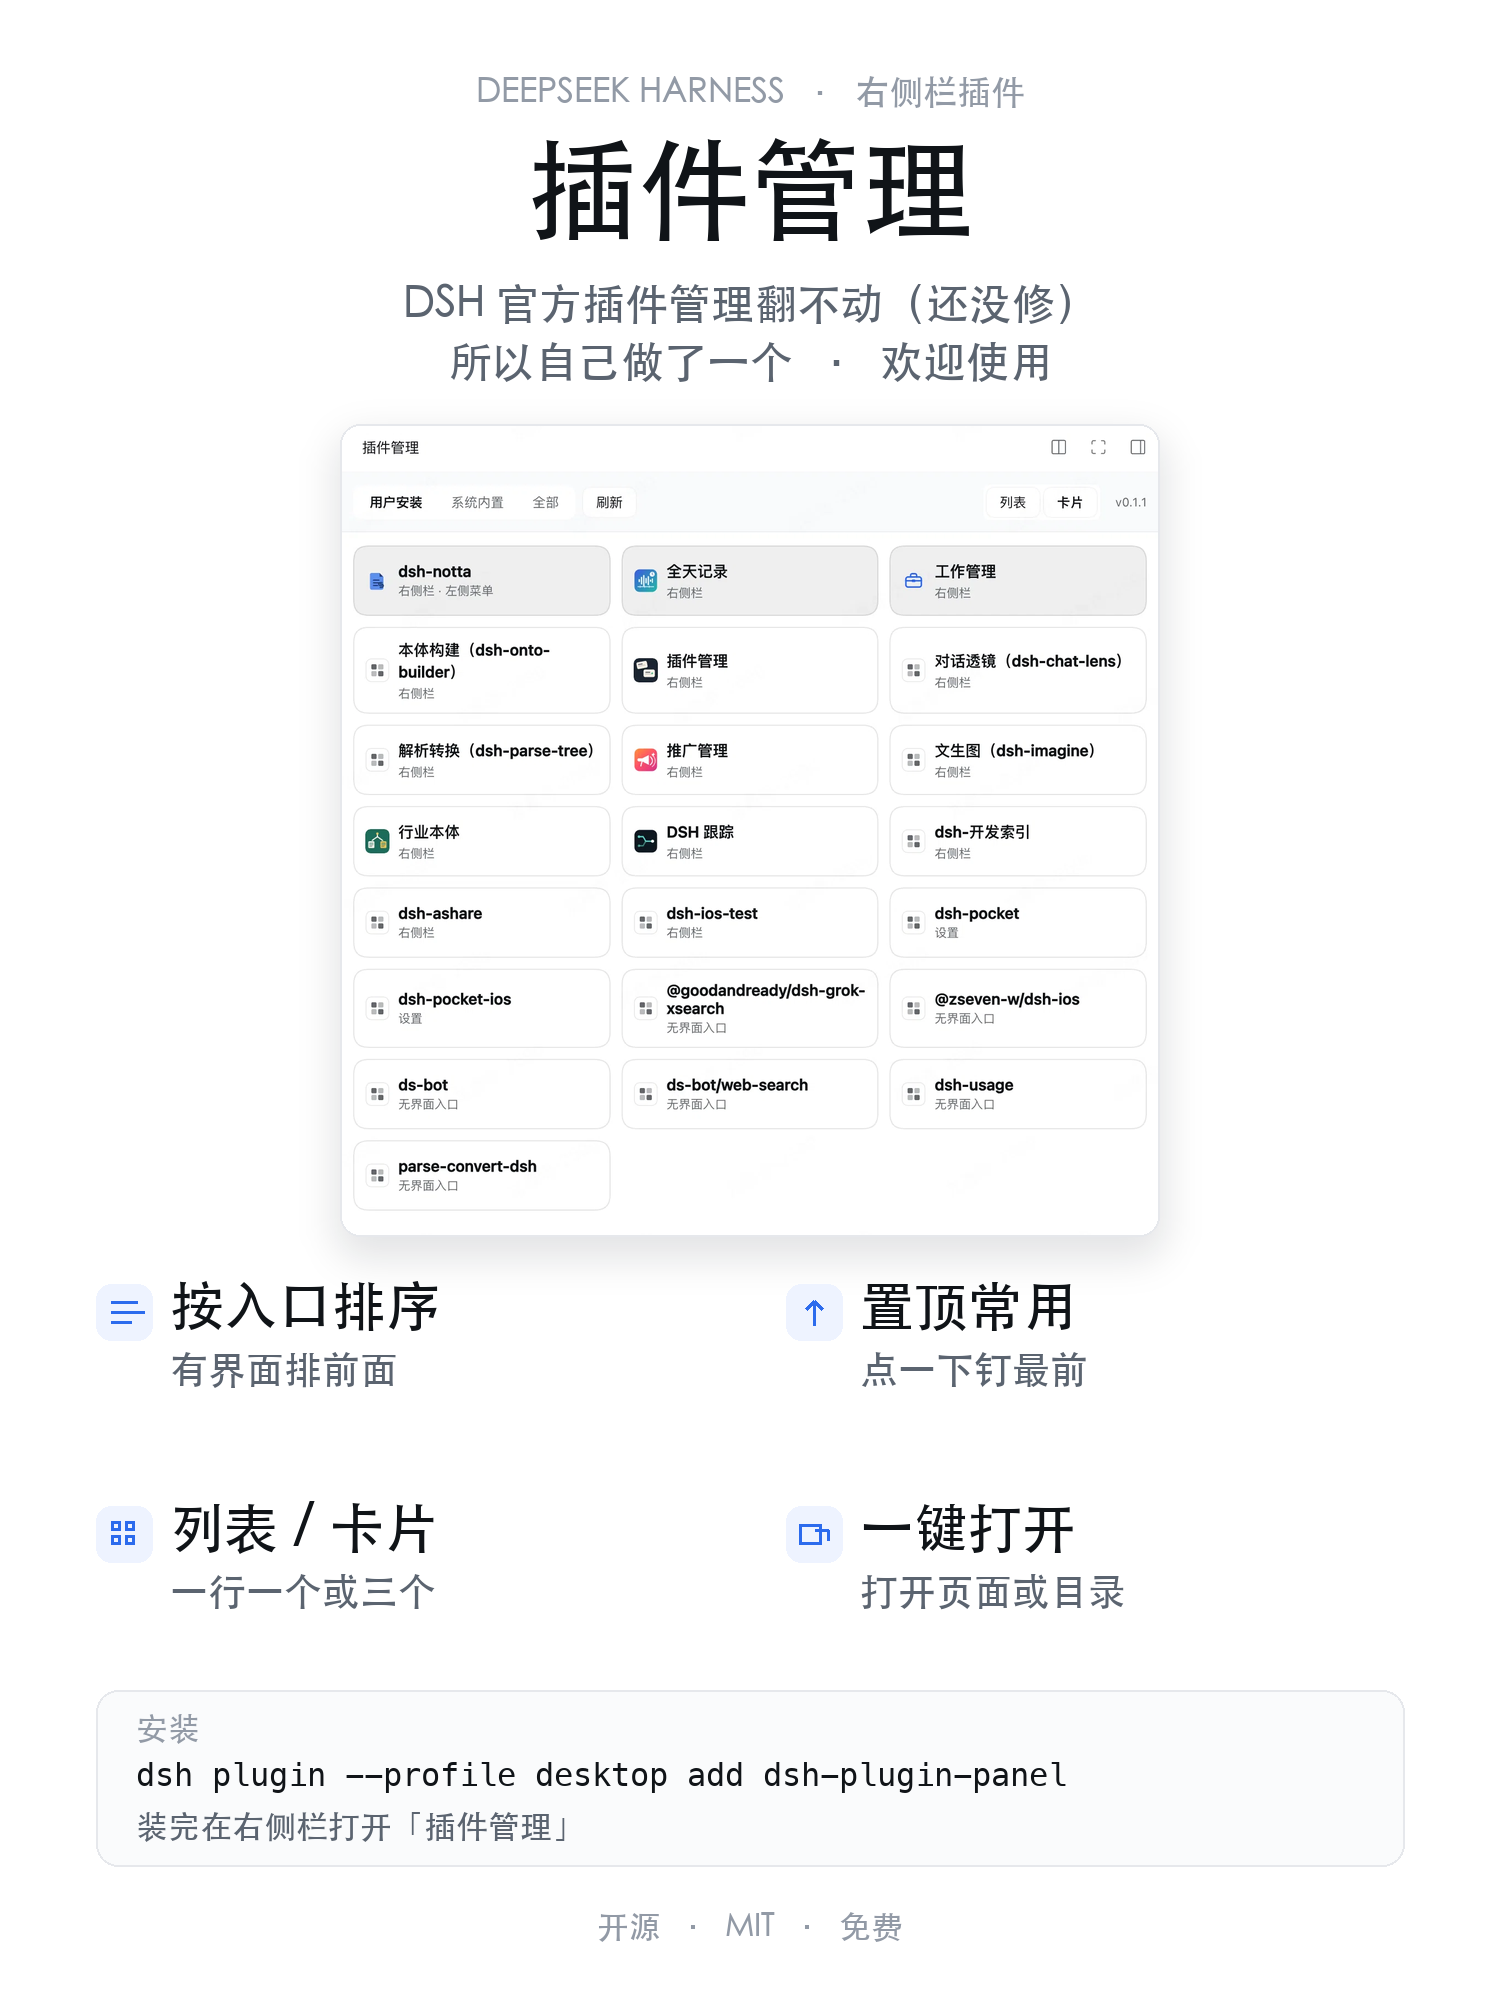 DEEPSEEK HARNESS · 右侧栏插件
插件管理
DSH 官方插件管理翻不动（还没修）
所以自己做了一个 · 欢迎使用
插件管理
用户安装 系统内置 全部 刷新 列表 卡片 v0.1.1
dsh-notta
右侧栏 · 左侧菜单
全天记录
右侧栏
工作管理
右侧栏
本体构建（dsh-onto-
builder）
右侧栏
插件管理
右侧栏
对话透镜（dsh-chat-lens）
右侧栏
解析转换（dsh-parse-tree）
右侧栏
推广管理
右侧栏
文生图（dsh-imagine）
右侧栏
行业本体
右侧栏
DSH 跟踪
右侧栏
dsh-开发索引
右侧栏
dsh-ashare
右侧栏
dsh-ios-test
右侧栏
dsh-pocket
设置
dsh-pocket-ios
设置
@goodandready/dsh-grok-
xsearch
无界面入口
@zseven-w/dsh-ios
无界面入口
ds-bot
无界面入口
ds-bot/web-search
无界面入口
dsh-usage
无界面入口
parse-convert-dsh
无界面入口
按入口排序
有界面排前面
置顶常用
点一下钉最前
列表 / 卡片
一行一个或三个
一键打开
打开页面或目录
安装
dsh plugin --profile desktop add dsh-plugin-panel
装完在右侧栏打开「插件管理」
开源 · MIT · 免费